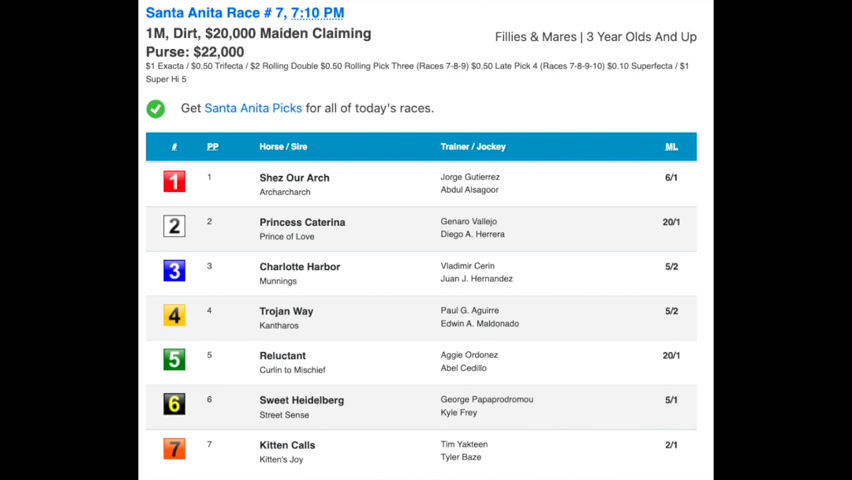 Santa Anita Race # 7, 7:10 PM
1M, Dirt, $20,000 Maiden Claiming
Purse: $22,000
Fillies & Mares | 3 Year Olds And Up
$1 Exacta / $0.50 Trifecta / $2 Rolling Double $0.50 Rolling Pick Three (Races 7-8-9) $0.50 Late Pick 4 (Races 7-8-9-10) $0.10 Superfecta / $1
Super Hi 5
Get Santa Anita Picks for all of today's races.
# PP Horse / Sire Trainer / Jockey ML
1 1 Shez Our Arch Jorge Gutierrez 6/1
Archarcharch Abdul Alsagoor
2 2 Princess Caterina Genaro Vallejo 20/1
Prince of Love Diego A. Herrera
3 3 Charlotte Harbor Vladimir Cerin 5/2
Munnings Juan J. Hernandez
4 4 Trojan Way Paul G. Aguirre 5/2
Kantharos Edwin A. Maldonado
5 5 Reluctant Aggie Ordonez 20/1
Curlin to Mischief Abel Cedillo
6 6 Sweet Heidelberg George Papaprodromou 5/1
Street Sense Kyle Frey
7 7 Kitten Calls Tim Yakteen 2/1
Kitten's Joy Tyler Baze